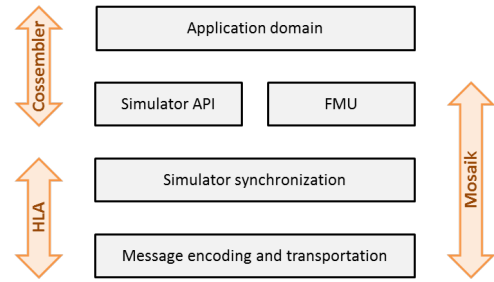 Cossembler
Application domain
Simulator API
FMU
HLA
Simulator synchronization
Mosaik
Message encoding and transportation